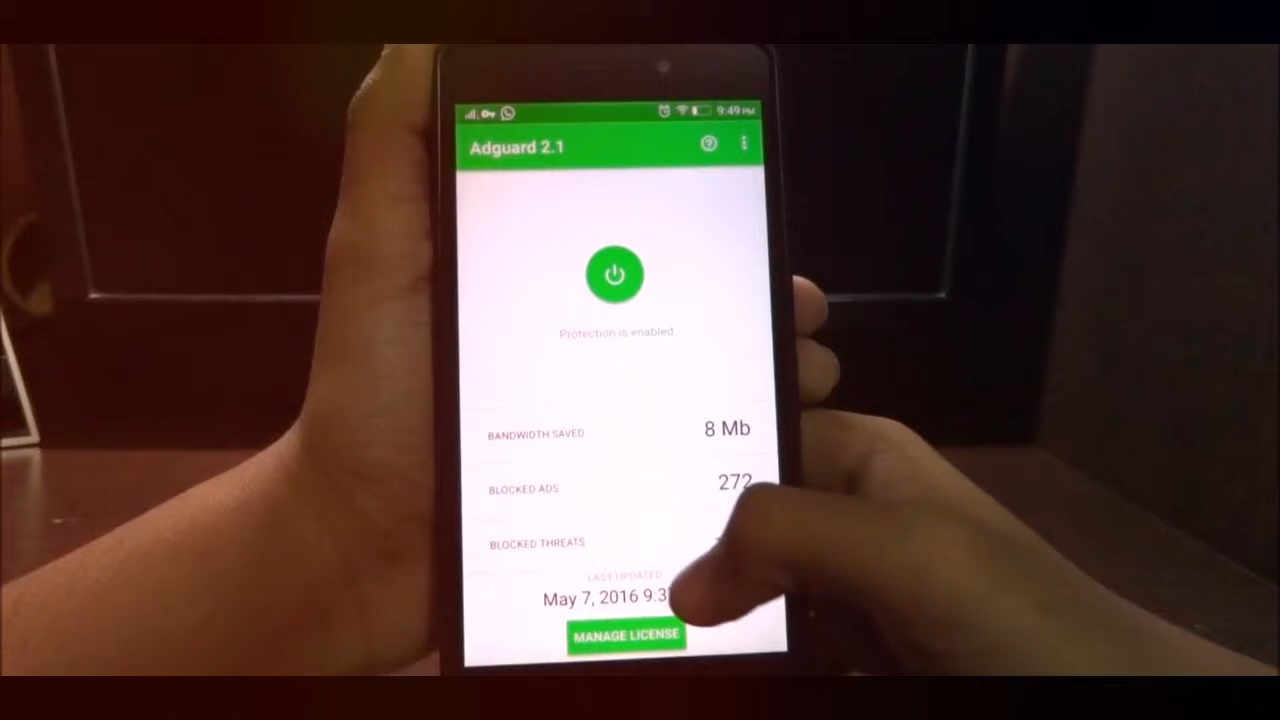 9:49 PM
Adguard 2.1
Protection is enabled
BANDWIDTH SAVED 8 Mb
BLOCKED ADS 272
BLOCKED THREATS
LAST UPDATED
May 7, 2016 9:3
MANAGE LICENSE